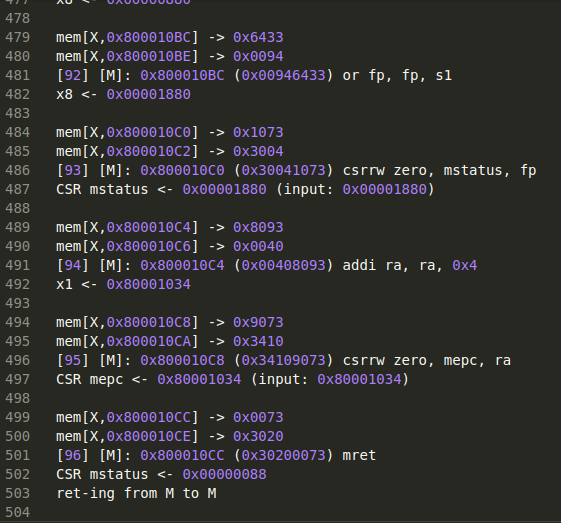 477 x8 <- 0x00000880
478
479 mem[X,0x800010BC] -> 0x6433
480 mem[X,0x800010BE] -> 0x0094
481 [92] [M]: 0x800010BC (0x00946433) or fp, fp, s1
482 x8 <- 0x00001880
483
484 mem[X,0x800010C0] -> 0x1073
485 mem[X,0x800010C2] -> 0x3004
486 [93] [M]: 0x800010C0 (0x30041073) csrrw zero, mstatus, fp
487 CSR mstatus <- 0x00001880 (input: 0x00001880)
488
489 mem[X,0x800010C4] -> 0x8093
490 mem[X,0x800010C6] -> 0x0040
491 [94] [M]: 0x800010C4 (0x00408093) addi ra, ra, 0x4
492 x1 <- 0x80001034
493
494 mem[X,0x800010C8] -> 0x9073
495 mem[X,0x800010CA] -> 0x3410
496 [95] [M]: 0x800010C8 (0x34109073) csrrw zero, mepc, ra
497 CSR mepc <- 0x80001034 (input: 0x80001034)
498
499 mem[X,0x800010CC] -> 0x0073
500 mem[X,0x800010CE] -> 0x3020
501 [96] [M]: 0x800010CC (0x30200073) mret
502 CSR mstatus <- 0x00000088
503 ret-ing from M to M
504